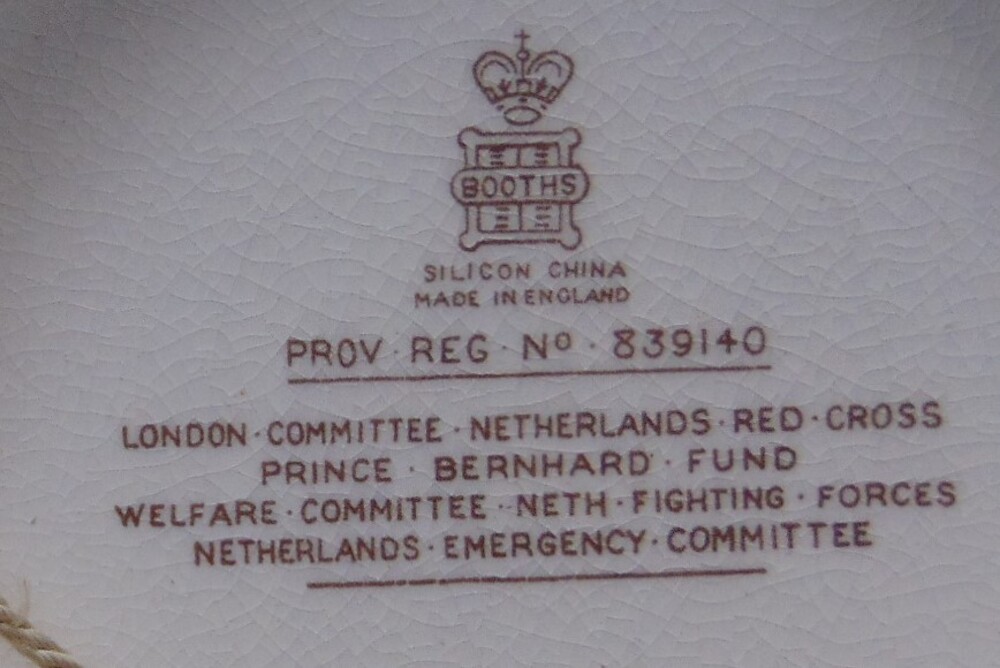 BOOTHS
SILICON CHINA
MADE IN ENGLAND
PROV · REG · Nº · 839140
LONDON · COMMITTEE · NETHERLANDS · RED · CROSS
PRINCE · BERNHARD · FUND
WELFARE · COMMITTEE · NETH · FIGHTING · FORCES
NETHERLANDS · EMERGENCY · COMMITTEE